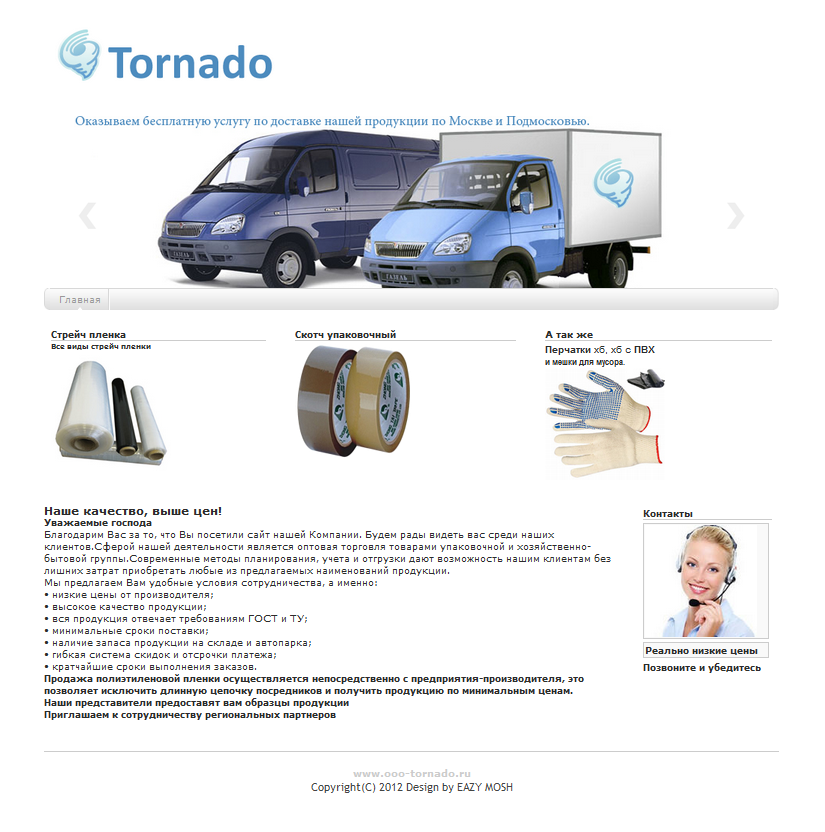 Tornado
Оказываем бесплатную услугу по доставке нашей продукции по Москве и Подмосковью.
Главная
Стрейч пленка
Все виды стрейч пленки
Скотч упаковочный
А так же
Перчатки хб, хб с ПВХ
и мешки для мусора.
Наше качество, выше цен!
Уважаемые господа
Благодарим Вас за то, что Вы посетили сайт нашей Компании. Будем рады видеть вас среди наших
клиентов.Сферой нашей деятельности является оптовая торговля товарами упаковочной и хозяйственно-
бытовой группы.Современные методы планирования, учета и отгрузки дают возможность нашим клиентам без
лишних затрат приобретать любые из предлагаемых наименований продукции.
Мы предлагаем Вам удобные условия сотрудничества, а именно:
• низкие цены от производителя;
• высокое качество продукции;
• вся продукция отвечает требованиям ГОСТ и ТУ;
• минимальные сроки поставки;
• наличие запаса продукции на складе и автопарка;
• гибкая система скидок и отсрочки платежа;
• кратчайшие сроки выполнения заказов.
Продажа полиэтиленовой пленки осуществляется непосредственно с предприятия-производителя, это
позволяет исключить длинную цепочку посредников и получить продукцию по минимальным ценам.
Наши представители предоставят вам образцы продукции
Приглашаем к сотрудничеству региональных партнеров
Контакты
Реально низкие цены
Позвоните и убедитесь
www.ooo-tornado.ru
Copyright(C) 2012 Design by EAZY MOSH